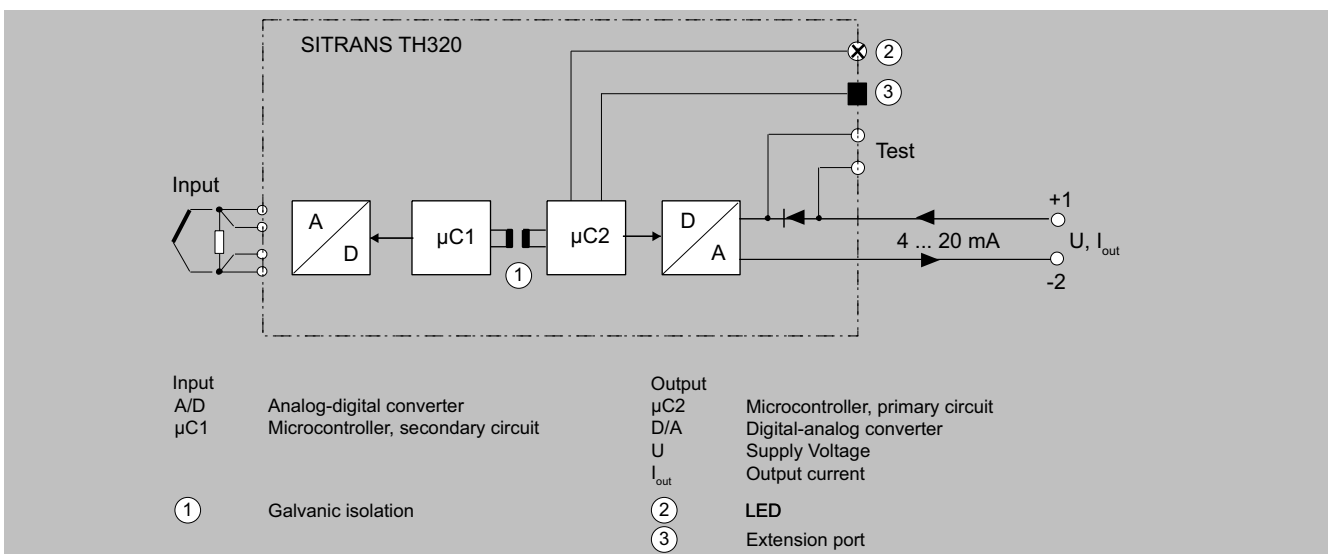 SITRANS TH320
2
3
Test
Input
A
D
µC1
µC2
D
A
1
+1
4 ... 20 mA
U, Iout
-2
Input
A/D Analog-digital converter
µC1 Microcontroller, secondary circuit
1 Galvanic isolation
Output
µC2 Microcontroller, primary circuit
D/A Digital-analog converter
U Supply Voltage
Iout Output current
2 LED
3 Extension port